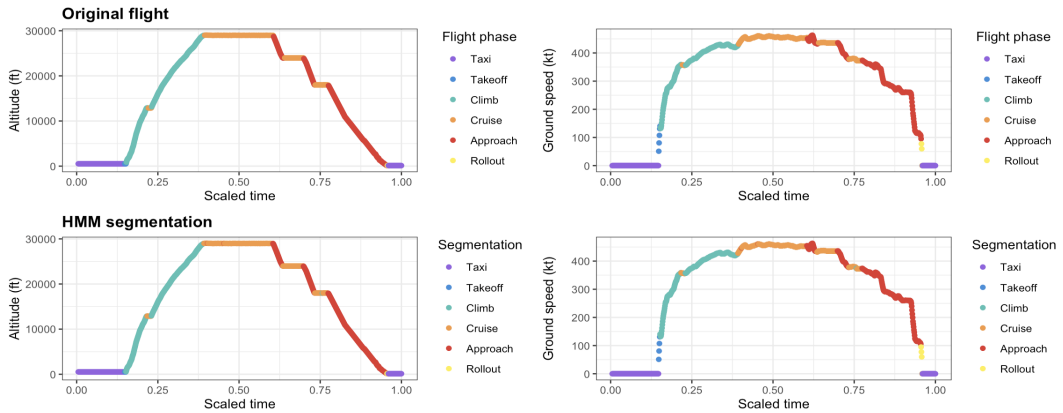 Original flight
Altitude (ft)
30000
20000
10000
0
0.00 0.25 0.50 0.75 1.00
Scaled time
Flight phase
Taxi
Takeoff
Climb
Cruise
Approach
Rollout
Ground speed (kt)
400
300
200
100
0
0.00 0.25 0.50 0.75 1.00
Scaled time
Flight phase
Taxi
Takeoff
Climb
Cruise
Approach
Rollout
HMM segmentation
Altitude (ft)
30000
20000
10000
0
0.00 0.25 0.50 0.75 1.00
Scaled time
Segmentation
Taxi
Takeoff
Climb
Cruise
Approach
Rollout
Ground speed (kt)
400
300
200
100
0
0.00 0.25 0.50 0.75 1.00
Scaled time
Segmentation
Taxi
Takeoff
Climb
Cruise
Approach
Rollout